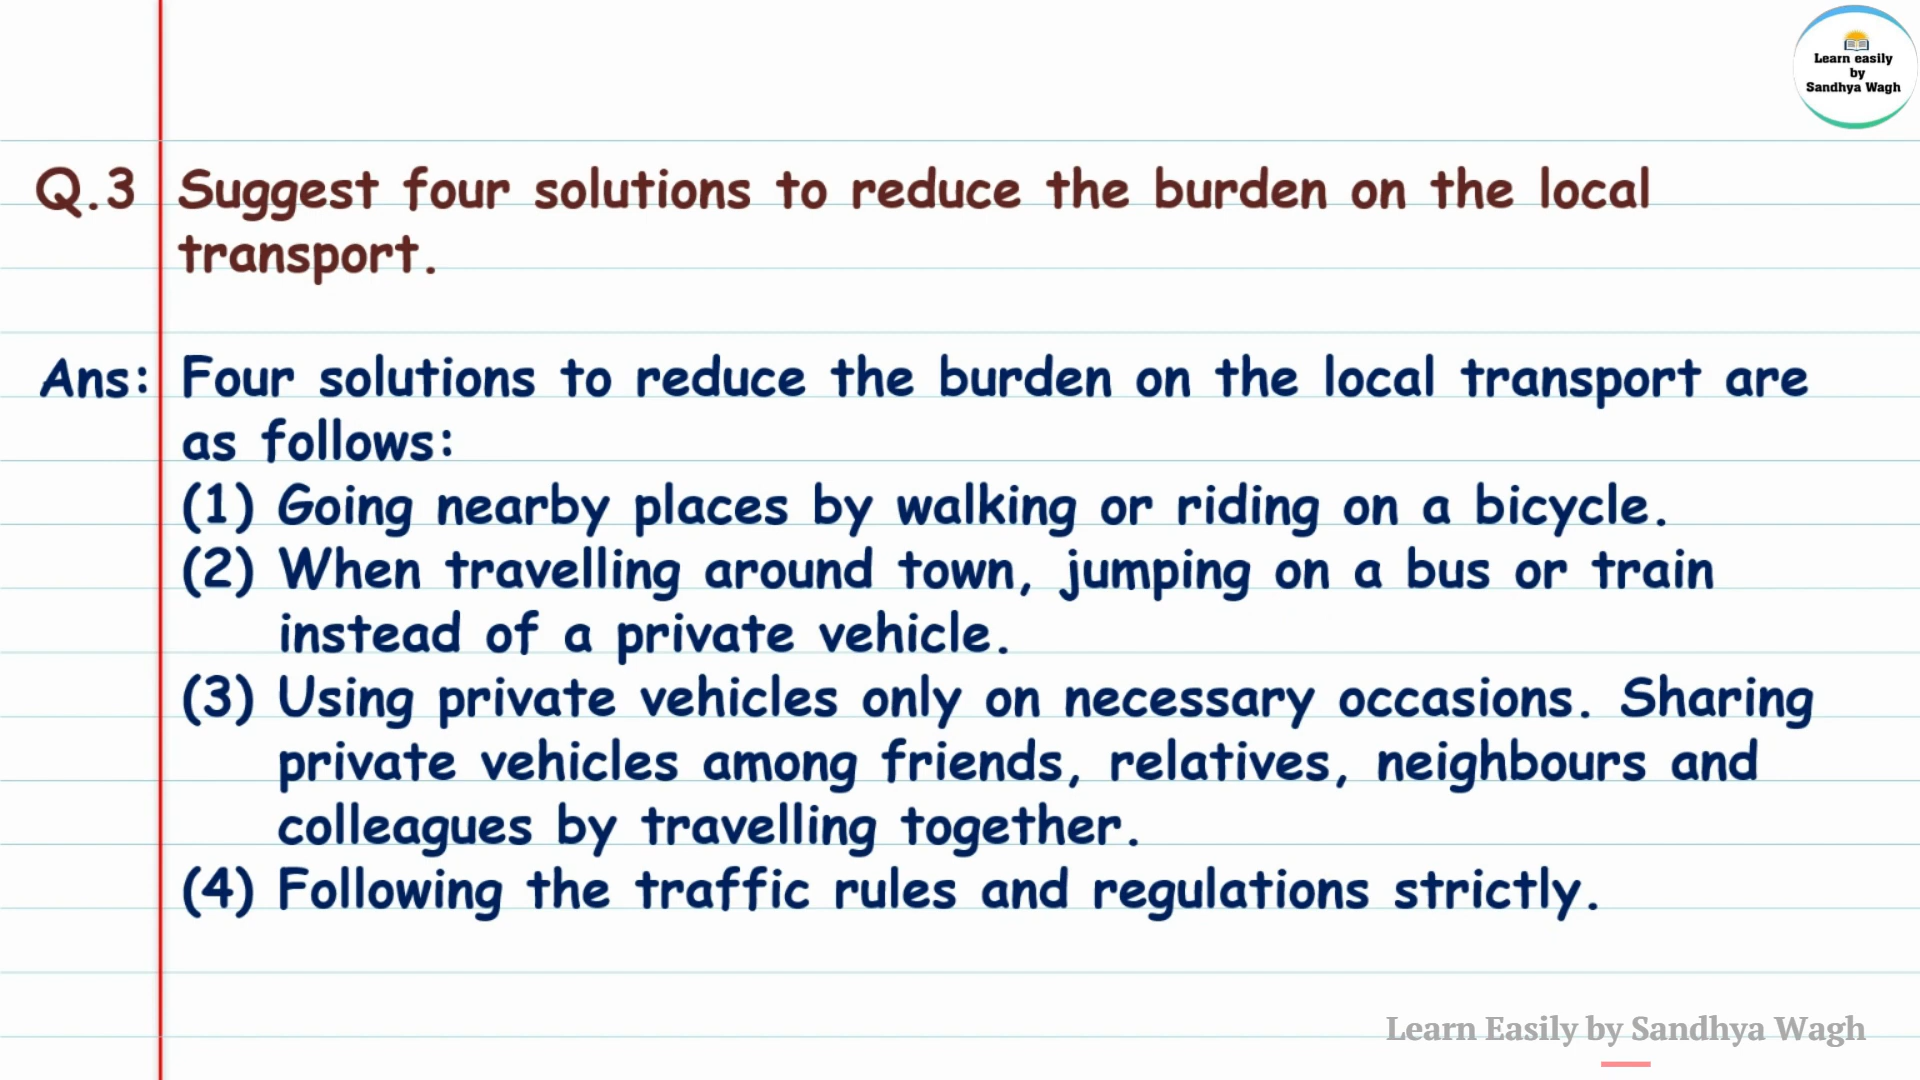 Learn easily
by
Sandhya Wagh
Q.3 Suggest four solutions to reduce the burden on the local
transport.
Ans: Four solutions to reduce the burden on the local transport are
as follows:
(1) Going nearby places by walking or riding on a bicycle.
(2) When travelling around town, jumping on a bus or train
instead of a private vehicle.
(3) Using private vehicles only on necessary occasions. Sharing
private vehicles among friends, relatives, neighbours and
colleagues by travelling together.
(4) Following the traffic rules and regulations strictly.
Learn Easily by Sandhya Wagh